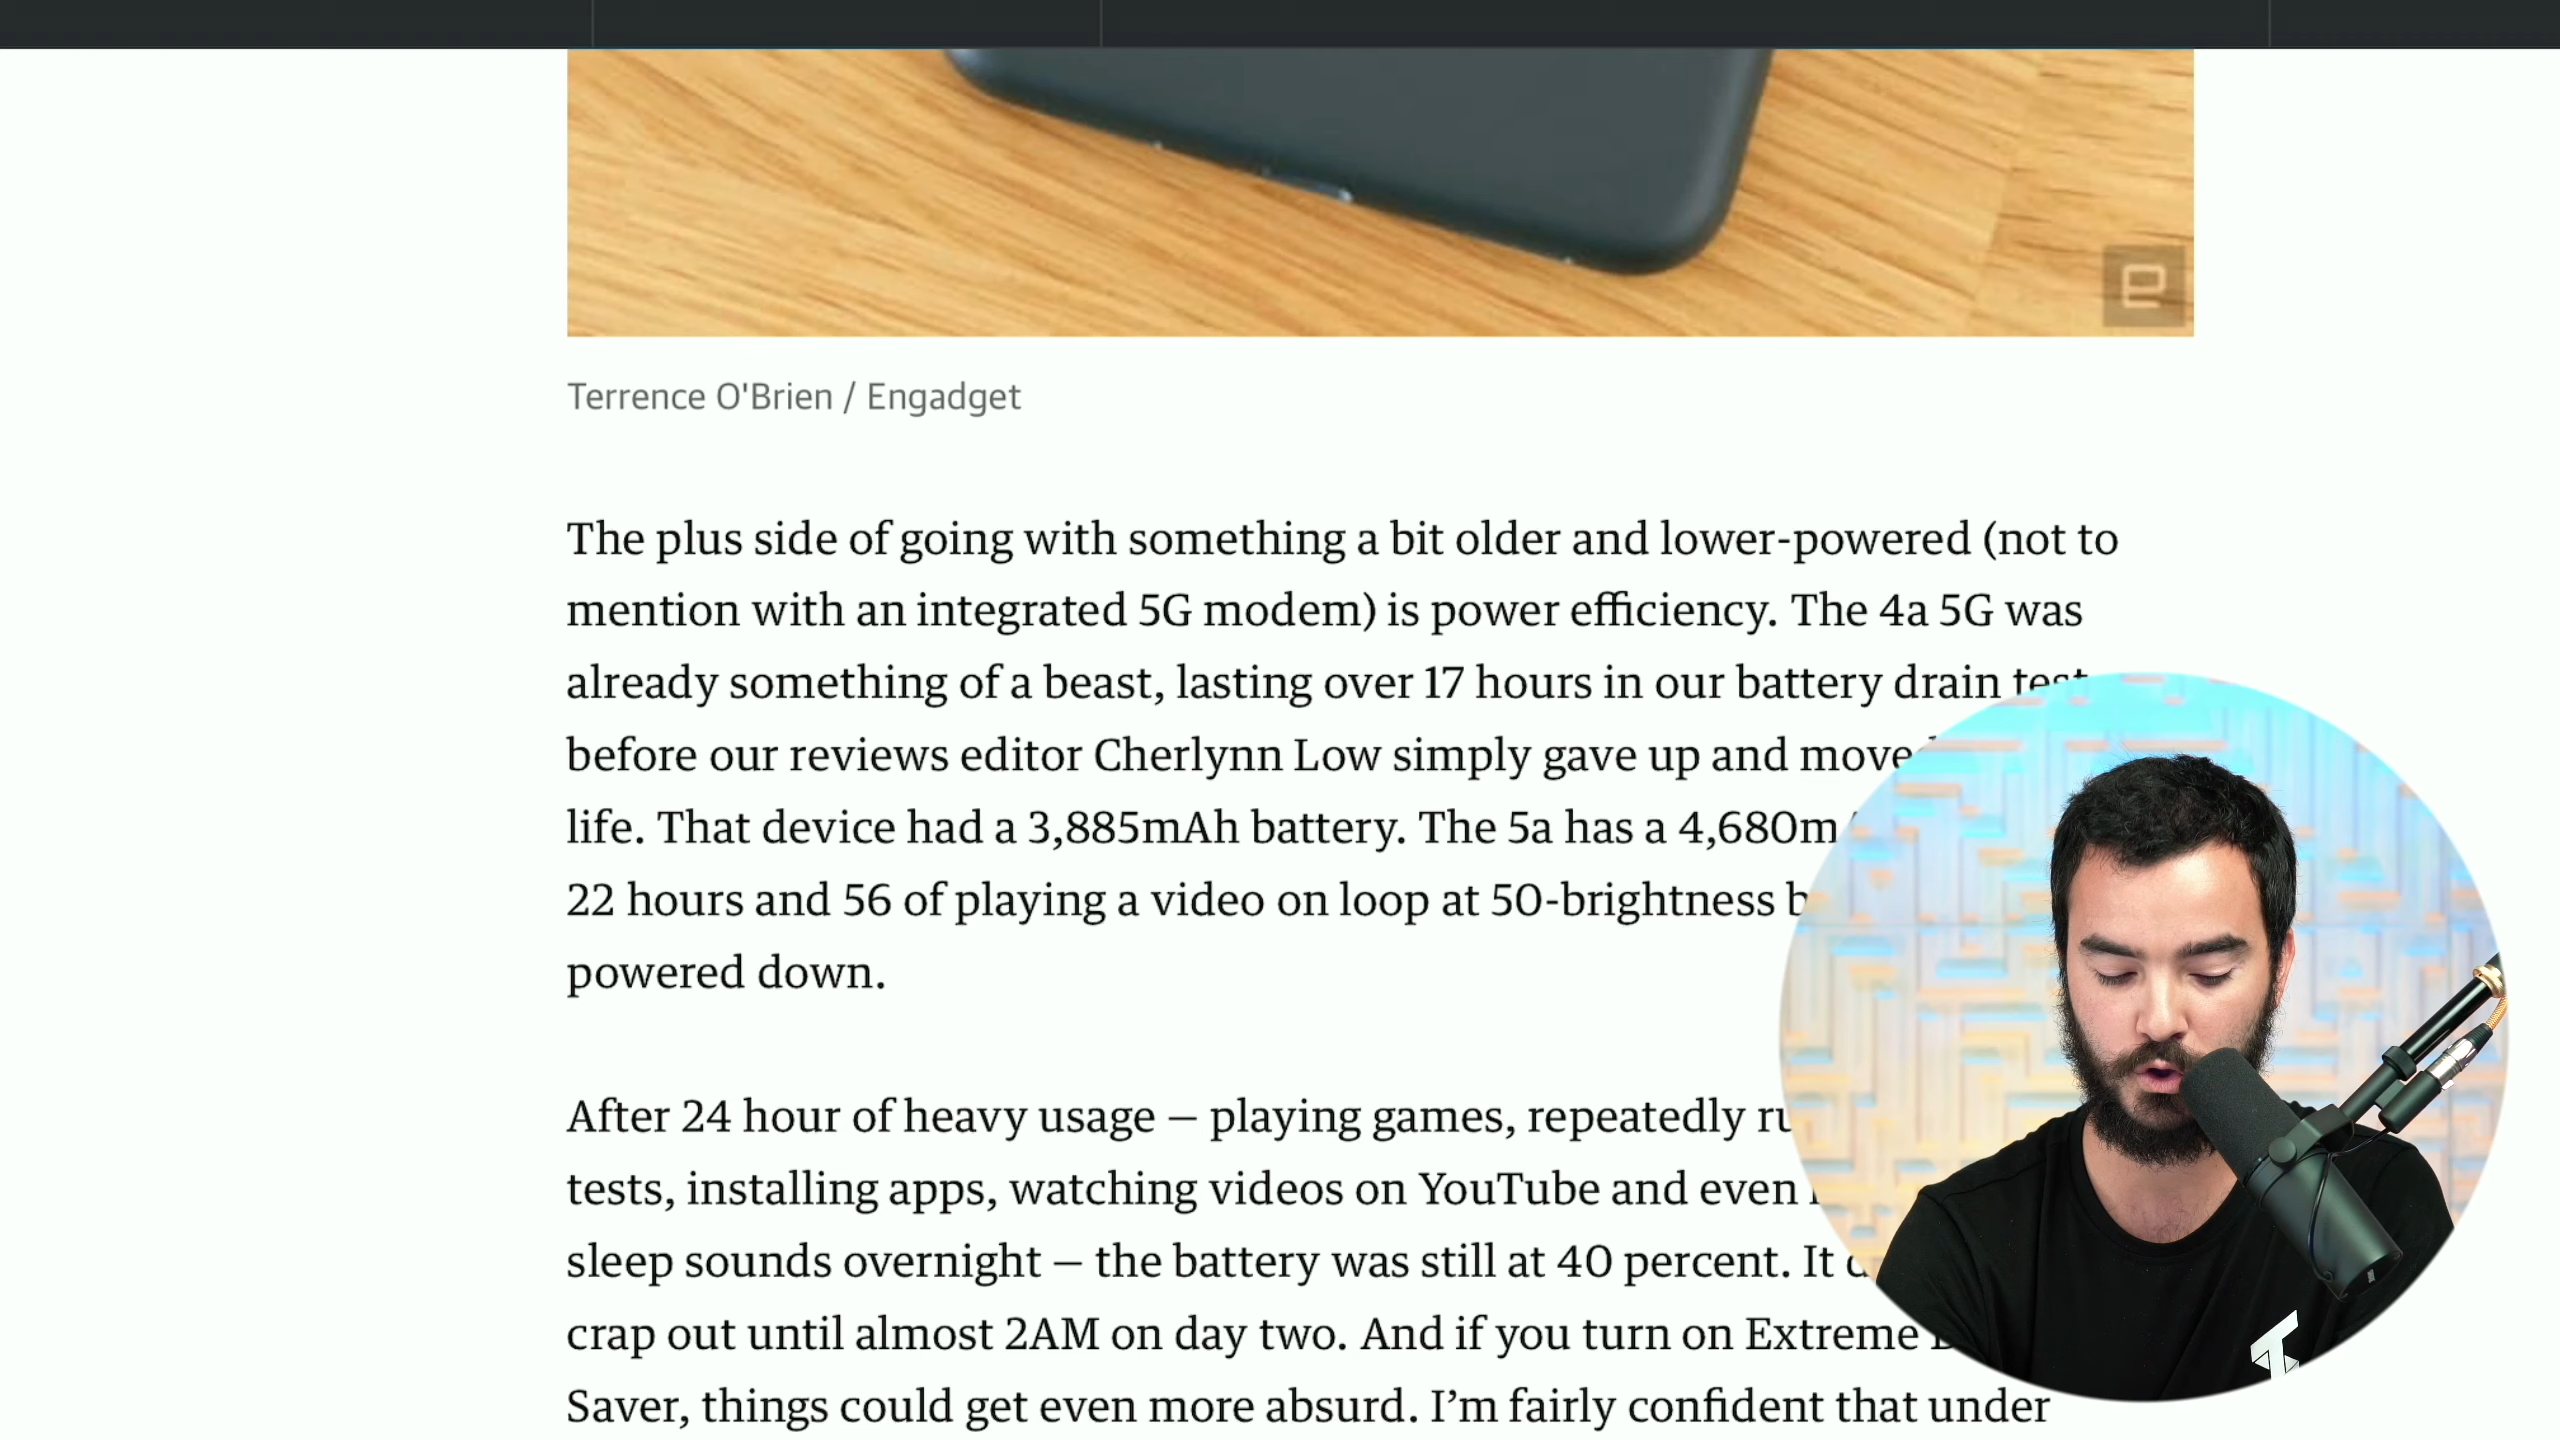 Terrence O'Brien / Engadget
The plus side of going with something a bit older and lower-powered (not to
mention with an integrated 5G modem) is power efficiency. The 4a 5G was
already something of a beast, lasting over 17 hours in our battery drain test
before our reviews editor Cherlynn Low simply gave up and move
life. That device had a 3,885mAh battery. The 5a has a 4,680m
22 hours and 56 of playing a video on loop at 50-brightness
powered down.
After 24 hour of heavy usage — playing games, repeatedly
tests, installing apps, watching videos on YouTube and even
sleep sounds overnight — the battery was still at 40 percent. It
crap out until almost 2AM on day two. And if you turn on Extreme
Saver, things could get even more absurd. I’m fairly confident that under